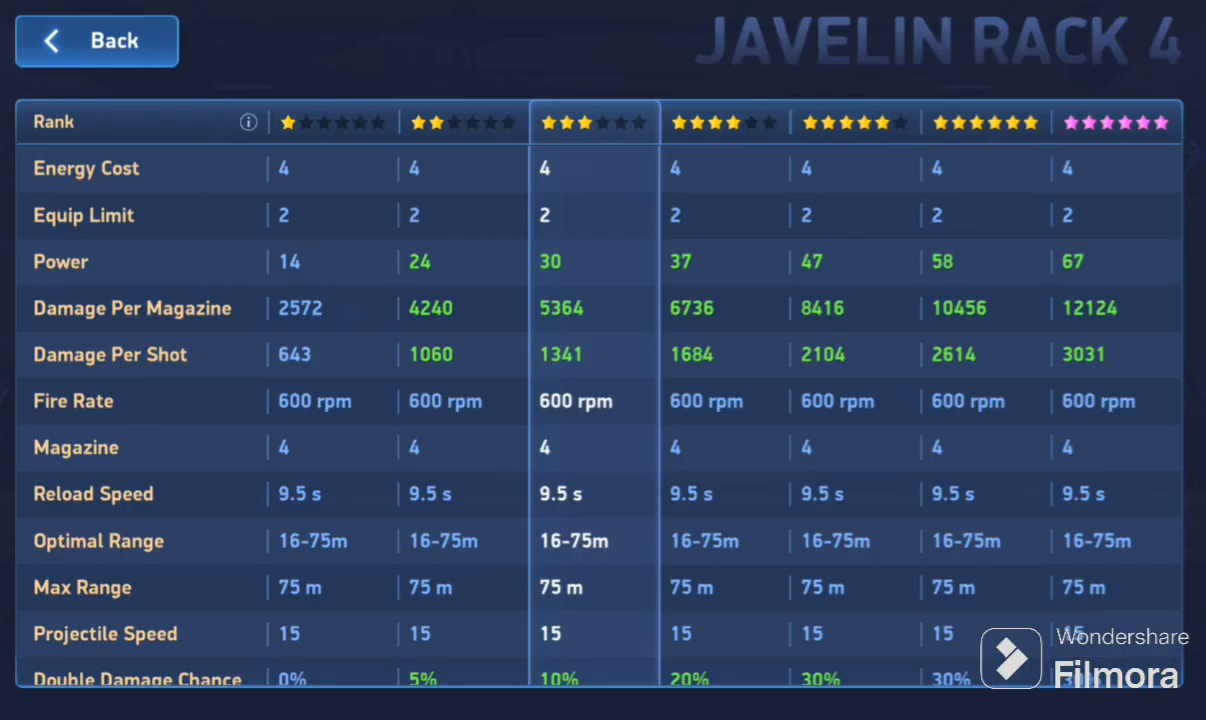 Back
JAVELIN RACK 4
Rank
Energy Cost 4 4 4 4 4 4 4
Equip Limit 2 2 2 2 2 2 2
Power 14 24 30 37 47 58 67
Damage Per Magazine 2572 4240 5364 6736 8416 10456 12124
Damage Per Shot 643 1060 1341 1684 2104 2614 3031
Fire Rate 600 rpm 600 rpm 600 rpm 600 rpm 600 rpm 600 rpm 600 rpm
Magazine 4 4 4 4 4 4 4
Reload Speed 9.5 s 9.5 s 9.5 s 9.5 s 9.5 s 9.5 s 9.5 s
Optimal Range 16-75m 16-75m 16-75m 16-75m 16-75m 16-75m 16-75m
Max Range 75 m 75 m 75 m 75 m 75 m 75 m 75 m
Projectile Speed 15 15 15 15 15 15 15
Double Damage Chance 0% 5% 10% 20% 30% 30%
Wondershare
Filmora